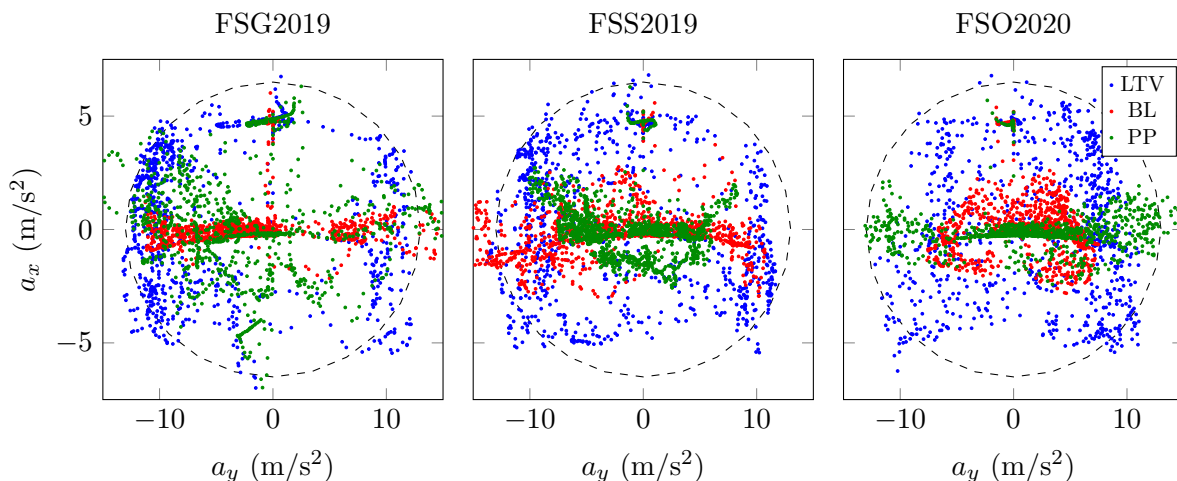 FSG2019 FSS2019 FSO2020
LTV
BL
PP
5
0
−5
a_x (m/s²)
−10 0 10 −10 0 10 −10 0 10
a_y (m/s²) a_y (m/s²) a_y (m/s²)